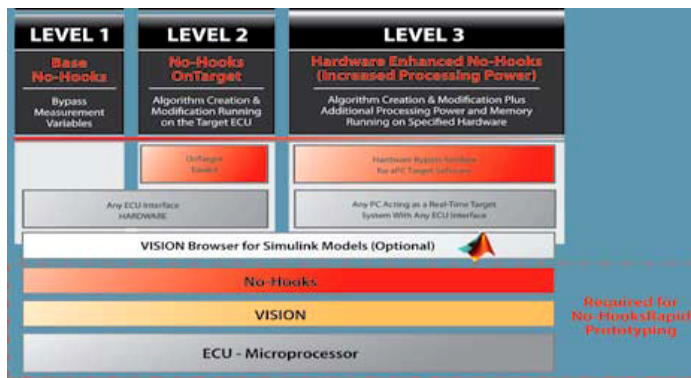 LEVEL 1
Base
No-Hooks
Bypass
Measurement
Variables
LEVEL 2
No-Hooks
OnTarget
Algorithm Creation &
Modification Running
on the Target ECU
LEVEL 3
Hardware Enhanced No-Hooks
(Increased Processing Power)
Algorithm Creation & Modification Plus
Additional Processing Power and Memory
Running on Specified Hardware
OnTarget
Toolkit
Hardware Bypass Toolbox
for xPC Target Software
Any ECU Interface
HARDWARE
Any PC Acting as a Real-Time Target
System With Any ECU Interface
VISION Browser for Simulink Models (Optional)
No-Hooks
VISION
ECU - Microprocessor
Required for
No-HooksRapid
Prototyping